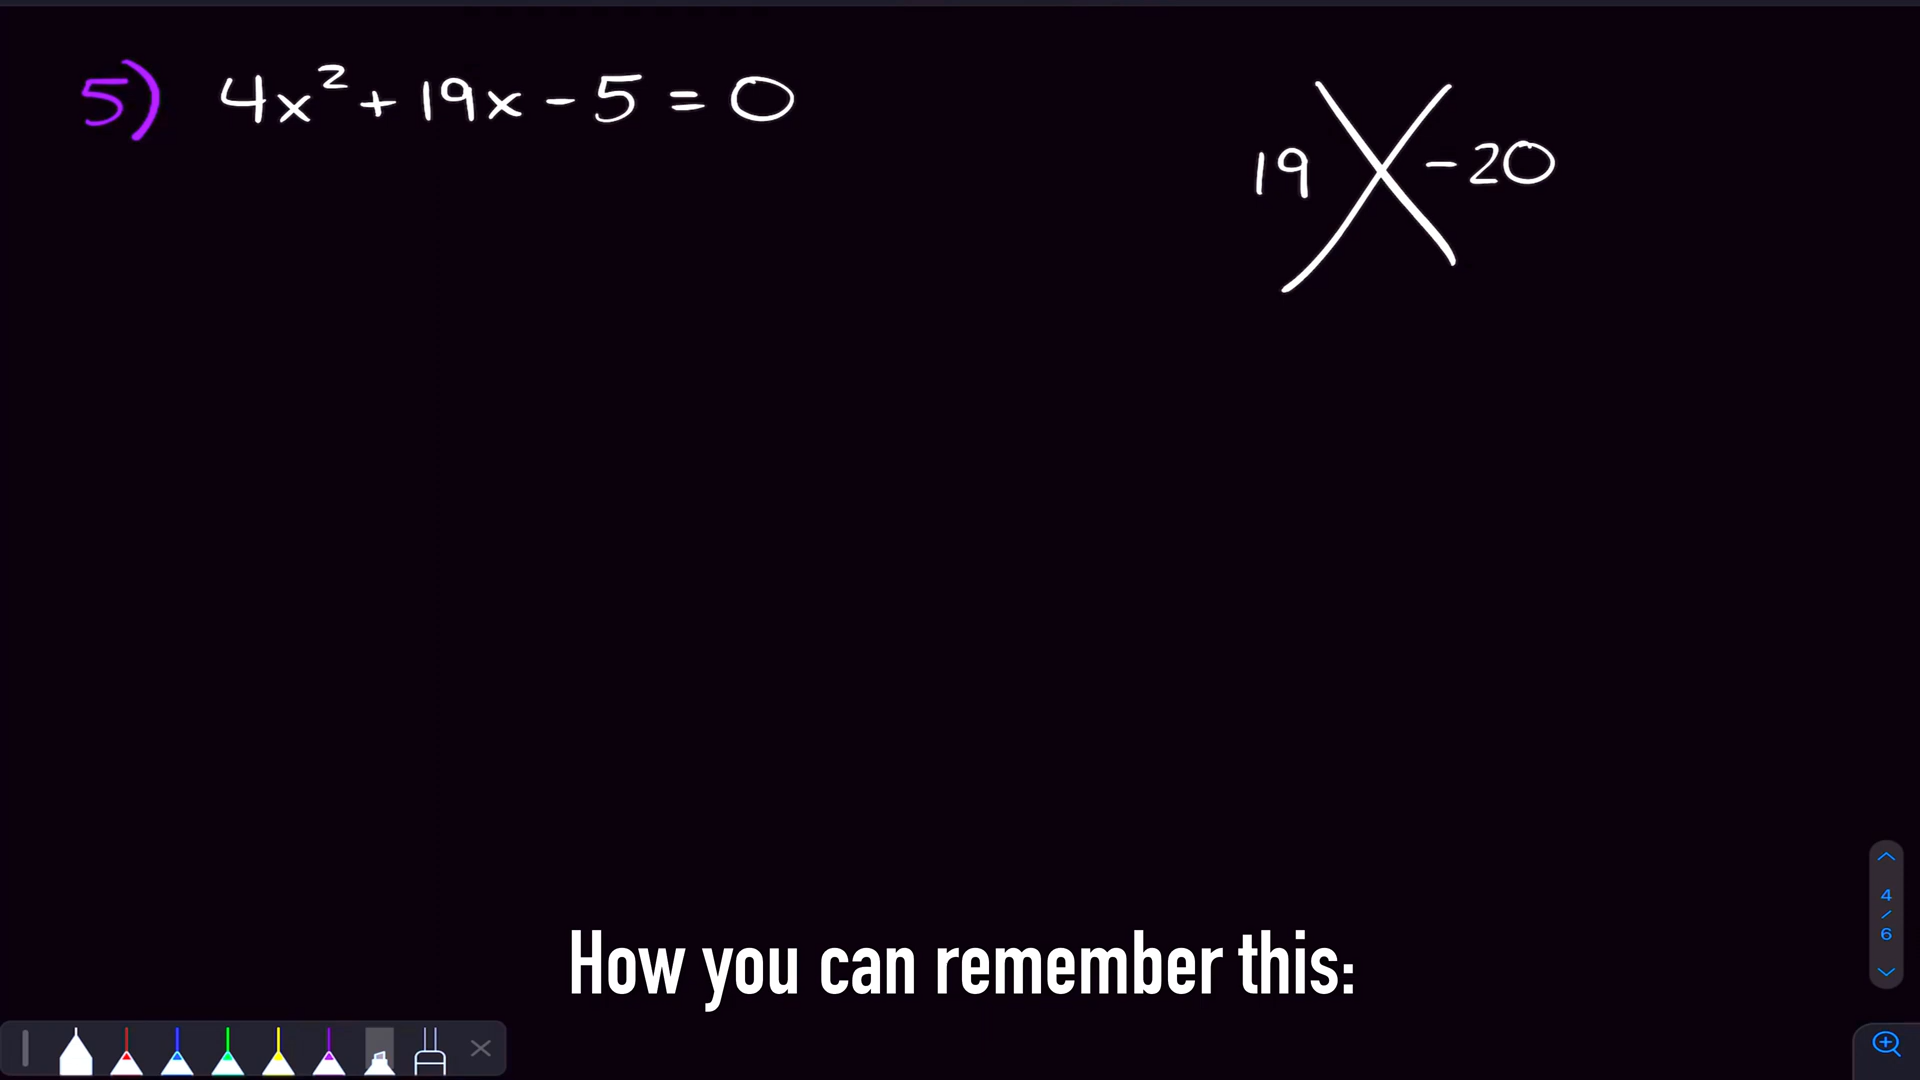 5) 4x² + 19x - 5 = 0
19 X -20
4
/
6
How you can remember this: